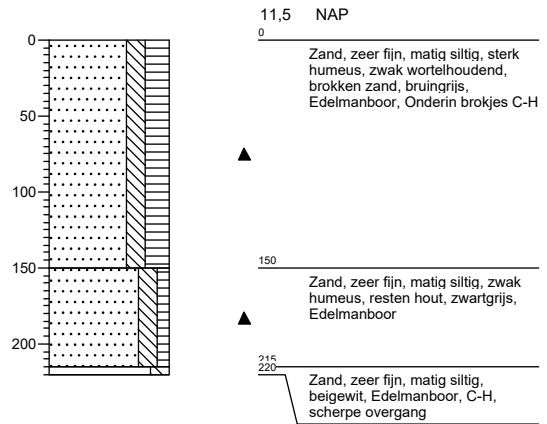 11,5 NAP
0
0
Zand, zeer fijn, matig siltig, sterk
humeus, zwak wortelhoudend,
brokken zand, bruingrijs,
Edelmanboor, Onderin brokjes C-H
50
100
150
150
Zand, zeer fijn, matig siltig, zwak
humeus, resten hout, zwartgrijs,
Edelmanboor
200
215
220
Zand, zeer fijn, matig siltig,
beigewit, Edelmanboor, C-H,
scherpe overgang